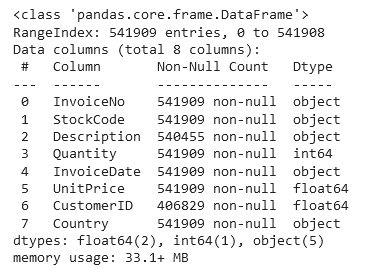 <class 'pandas.core.frame.DataFrame'>
RangeIndex: 541909 entries, 0 to 541908
Data columns (total 8 columns):
 #   Column       Non-Null Count   Dtype
---  ------       --------------   -----
 0   InvoiceNo    541909 non-null  object
 1   StockCode    541909 non-null  object
 2   Description  540455 non-null  object
 3   Quantity     541909 non-null  int64
 4   InvoiceDate  541909 non-null  object
 5   UnitPrice    541909 non-null  float64
 6   CustomerID   406829 non-null  float64
 7   Country      541909 non-null  object
dtypes: float64(2), int64(1), object(5)
memory usage: 33.1+ MB